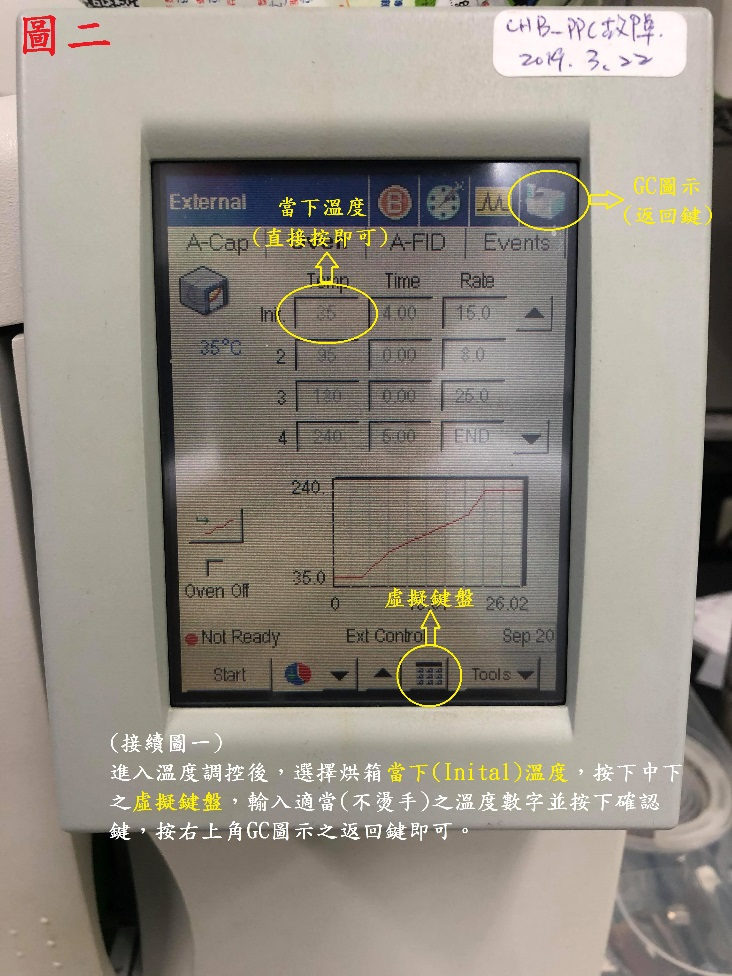 圖二
CHB-PPC故障.
2019.3.22
External
GC圖示
(返回鍵)
當下溫度
(直接按即可)
A-Cap
A-FID
Events
Temp Time Rate
Init 35 4.00 15.0
35°C
2 95 0.00 8.0
3 180 0.00 25.0
4 240 5.00 END
240.
35.0
0 26.02
Oven Off
虛擬鍵盤
Not Ready Ext Control Sep 20
Start Tools
(接續圖一)
進入溫度調控後，選擇烘箱當下(Inital)溫度，按下中下
之虛擬鍵盤，輸入適當(不燙手)之溫度數字並按下確認
鍵，按右上角GC圖示之返回鍵即可。